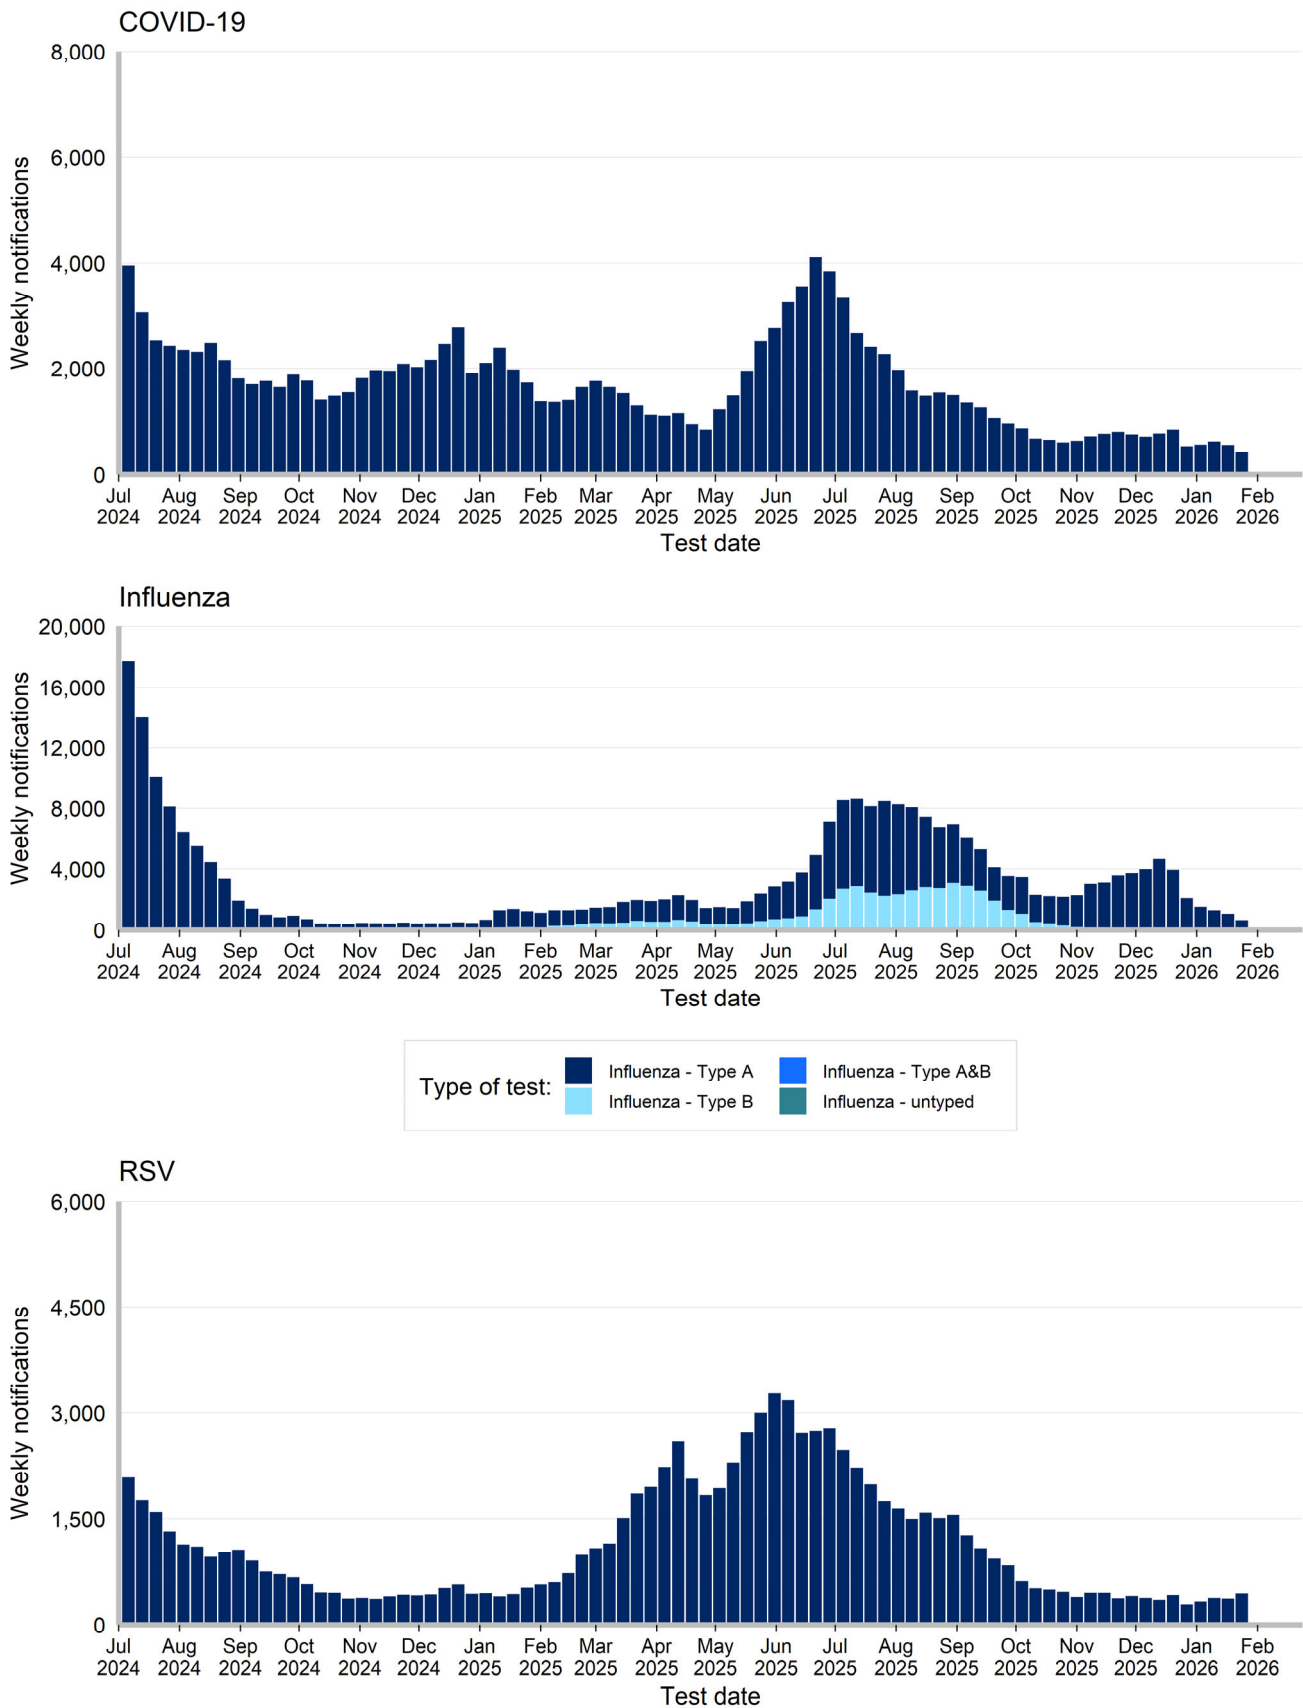 COVID-19
Weekly notifications
8,000
6,000
4,000
2,000
0
Jul Aug Sep Oct Nov Dec Jan Feb Mar Apr May Jun Jul Aug Sep Oct Nov Dec Jan Feb
2024 2024 2024 2024 2024 2024 2025 2025 2025 2025 2025 2025 2025 2025 2025 2025 2025 2025 2026 2026
Test date
Influenza
Weekly notifications
20,000
16,000
12,000
8,000
4,000
0
Jul Aug Sep Oct Nov Dec Jan Feb Mar Apr May Jun Jul Aug Sep Oct Nov Dec Jan Feb
2024 2024 2024 2024 2024 2024 2025 2025 2025 2025 2025 2025 2025 2025 2025 2025 2025 2025 2026 2026
Test date
Type of test:
Influenza - Type A Influenza - Type A&B
Influenza - Type B Influenza - untyped
RSV
Weekly notifications
6,000
4,500
3,000
1,500
0
Jul Aug Sep Oct Nov Dec Jan Feb Mar Apr May Jun Jul Aug Sep Oct Nov Dec Jan Feb
2024 2024 2024 2024 2024 2024 2025 2025 2025 2025 2025 2025 2025 2025 2025 2025 2025 2025 2026 2026
Test date